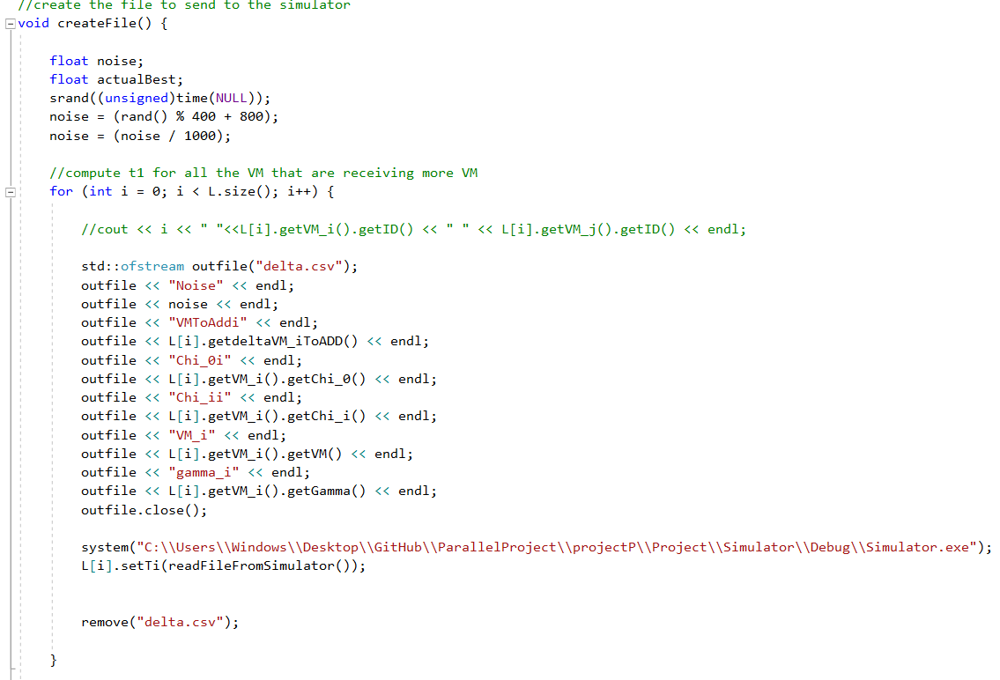 //create the file to send to the simulator
void createFile() {
float noise;
float actualBest;
srand((unsigned)time(NULL));
noise = (rand() % 400 + 800);
noise = (noise / 1000);
//compute t1 for all the VM that are receiving more VM
for (int i = 0; i < L.size(); i++) {
//cout << i << " "<<L[i].getVM_i().getID() << " " << L[i].getVM_j().getID() << endl;
std::ofstream outfile("delta.csv");
outfile << "Noise" << endl;
outfile << noise << endl;
outfile << "VMToAddi" << endl;
outfile << L[i].getdeltaVM_iToADD() << endl;
outfile << "Chi_0i" << endl;
outfile << L[i].getVM_i().getChi_0() << endl;
outfile << "Chi_ii" << endl;
outfile << L[i].getVM_i().getChi_i() << endl;
outfile << "VM_i" << endl;
outfile << L[i].getVM_i().getVM() << endl;
outfile << "gamma_i" << endl;
outfile << L[i].getVM_i().getGamma() << endl;
outfile.close();
system("C:\\Users\\Windows\\Desktop\\GitHub\\ParallelProject\\projectP\\Project\\Simulator\\Debug\\Simulator.exe");
L[i].setTi(readFileFromSimulator());
remove("delta.csv");
}